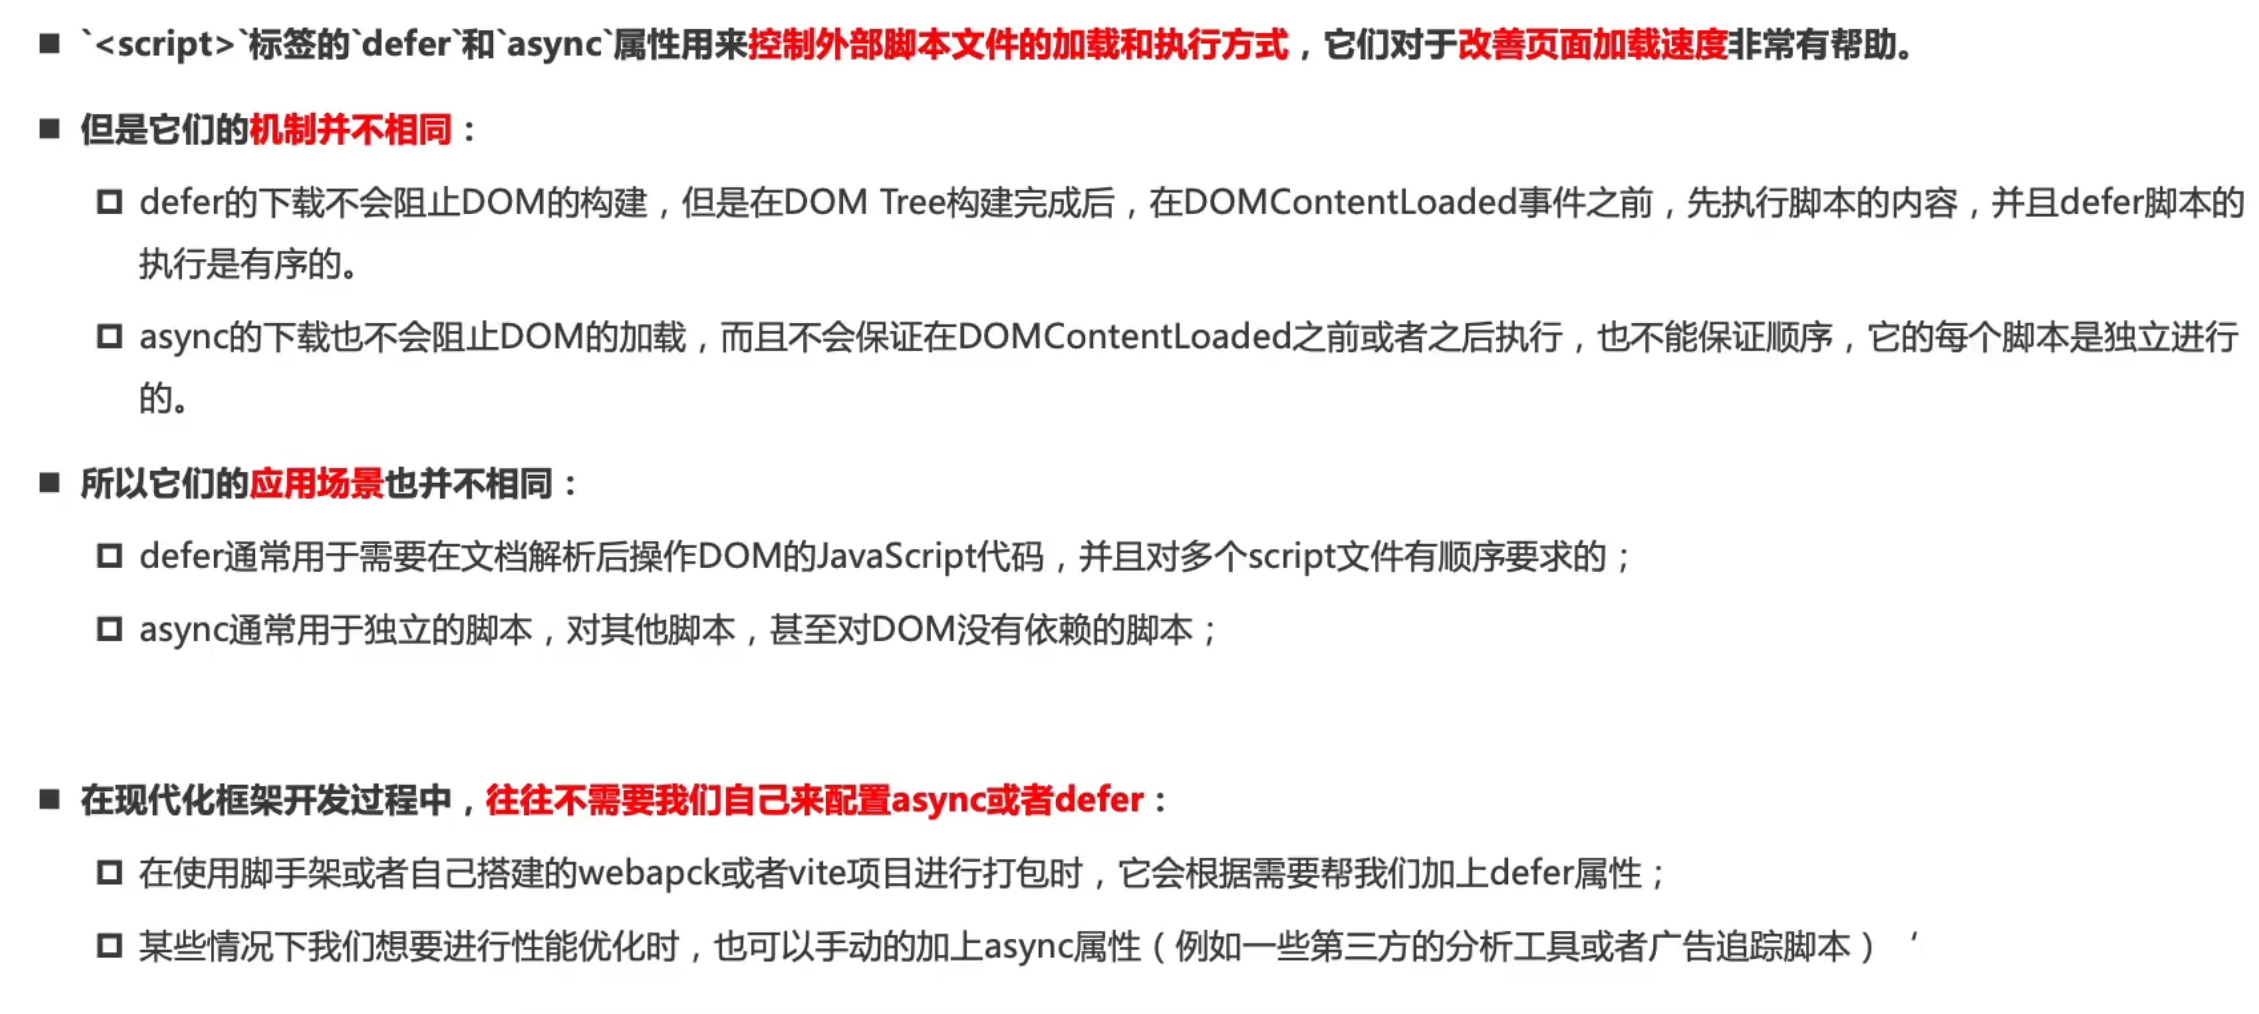 ■ `<script>`标签的`defer`和`async`属性用来控制外部脚本文件的加载和执行方式，它们对于改善页面加载速度非常有帮助。
■ 但是它们的机制并不相同：
□ defer的下载不会阻止DOM的构建，但是在DOM Tree构建完成后，在DOMContentLoaded事件之前，先执行脚本的内容，并且defer脚本的
执行是有序的。
□ async的下载也不会阻止DOM的加载，而且不会保证在DOMContentLoaded之前或者之后执行，也不能保证顺序，它的每个脚本是独立进行
的。
■ 所以它们的应用场景也并不相同：
□ defer通常用于需要在文档解析后操作DOM的JavaScript代码，并且对多个script文件有顺序要求的；
□ async通常用于独立的脚本，对其他脚本，甚至对DOM没有依赖的脚本；
■ 在现代化框架开发过程中，往往不需要我们自己来配置async或者defer：
□ 在使用脚手架或者自己搭建的webapck或者vite项目进行打包时，它会根据需要帮我们加上defer属性；
□ 某些情况下我们想要进行性能优化时，也可以手动的加上async属性（例如一些第三方的分析工具或者广告追踪脚本）‘